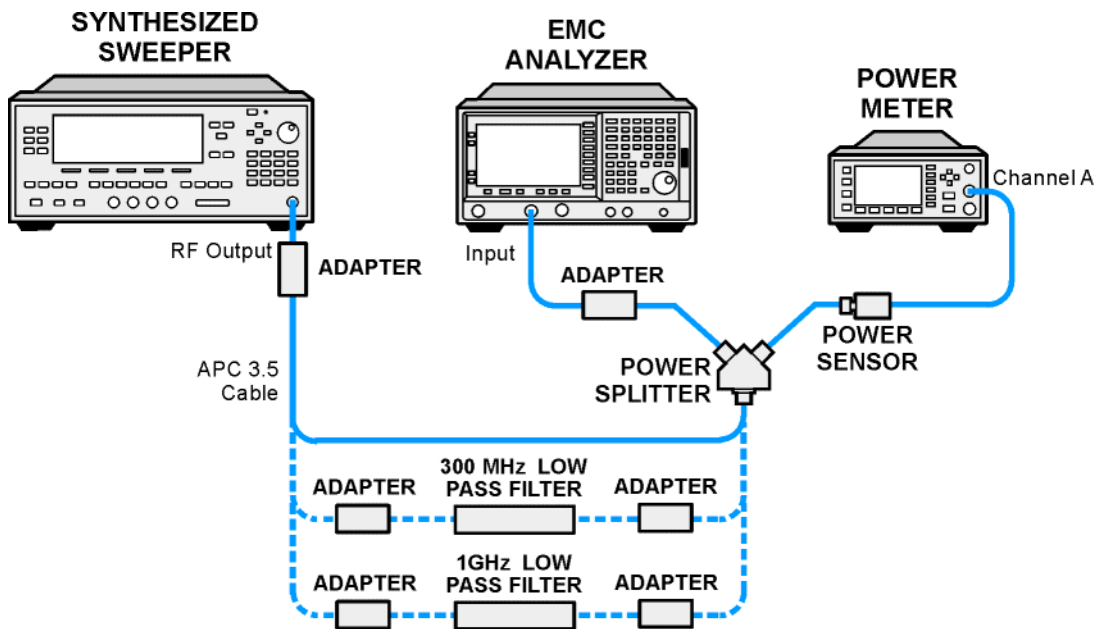 SYNTHESIZED
SWEEPER
EMC
ANALYZER
POWER
METER
Channel A
RF Output
ADAPTER
Input
ADAPTER
POWER
SENSOR
APC 3.5
Cable
POWER
SPLITTER
ADAPTER
300 MHz LOW
PASS FILTER
ADAPTER
ADAPTER
1GHz LOW
PASS FILTER
ADAPTER